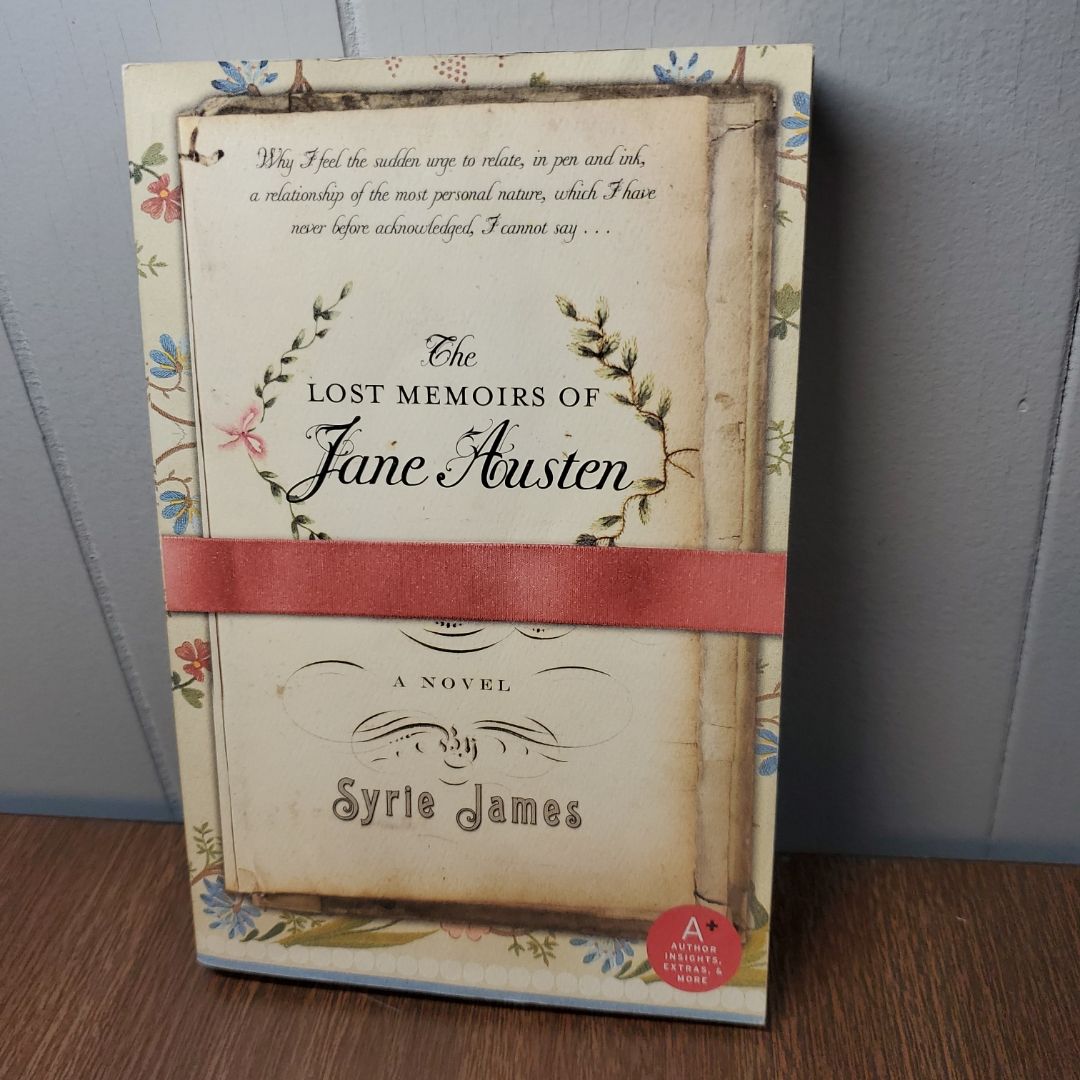 Why I feel the sudden urge to relate, in pen and ink,
a relationship of the most personal nature, which I have
never before acknowledged, I cannot say . . .
The
LOST MEMOIRS OF
Jane Austen
A NOVEL
By
Syrie James
A+
AUTHOR
INSIGHTS,
EXTRAS, &
MORE